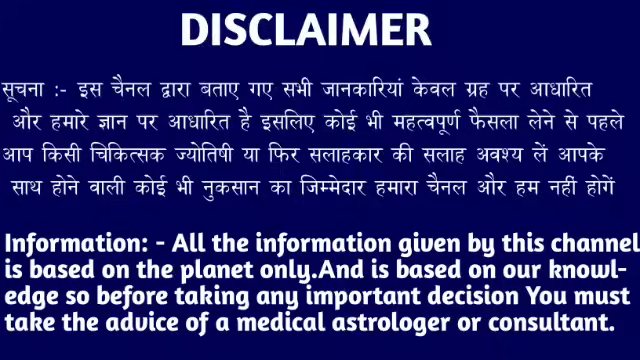 DISCLAIMER
सूचना :- इस चैनल द्वारा बताए गए सभी जानकारियां केवल ग्रह पर आधारित
और हमारे ज्ञान पर आधारित है इसलिए कोई भी महत्वपूर्ण फैसला लेने से पहले
आप किसी चिकित्सक ज्योतिषी या फिर सलाहकार की सलाह अवश्य लें आपके
साथ होने वाली कोई भी नुकसान का जिम्मेदार हमारा चैनल और हम नहीं होगें
Information: - All the information given by this channel
is based on the planet only.And is based on our knowl-
edge so before taking any important decision You must
take the advice of a medical astrologer or consultant.